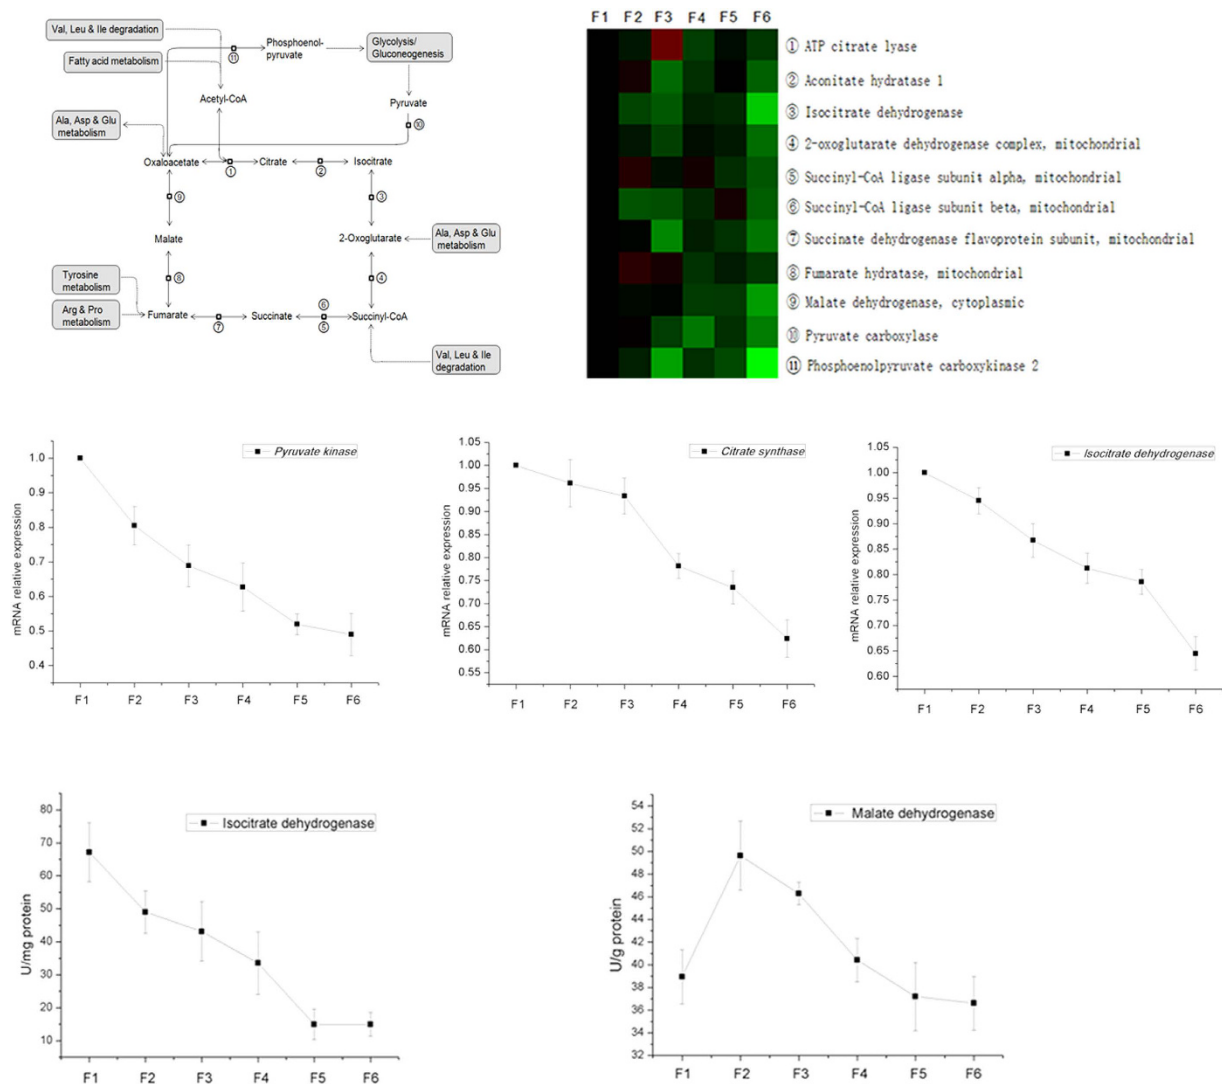 Val, Leu & Ile degradation
Fatty acid metabolism
⑪
Phosphoenol-
pyruvate
Glycolysis/
Gluconeogenesis
Acetyl-CoA
Pyruvate
⑩
Ala, Asp & Glu
metabolism
Oxaloacetate
①
Citrate
②
Isocitrate
⑨
③
Malate
2-Oxoglutarate
Ala, Asp & Glu
metabolism
Tyrosine
metabolism
⑧
④
Arg & Pro
metabolism
Fumarate
⑦
Succinate
⑥
⑤
Succinyl-CoA
Val, Leu & Ile
degradation
F1 F2 F3 F4 F5 F6
① ATP citrate lyase
② Aconitate hydratase 1
③ Isocitrate dehydrogenase
④ 2-oxoglutarate dehydrogenase complex, mitochondrial
⑤ Succinyl-CoA ligase subunit alpha, mitochondrial
⑥ Succinyl-CoA ligase subunit beta, mitochondrial
⑦ Succinate dehydrogenase flavoprotein subunit, mitochondrial
⑧ Fumarate hydratase, mitochondrial
⑨ Malate dehydrogenase, cytoplasmic
⑩ Pyruvate carboxylase
⑪ Phosphoenolpyruvate carboxykinase 2
Pyruvate kinase
mRNA relative expression
1.0
0.9
0.8
0.7
0.6
0.5
0.4
F1 F2 F3 F4 F5 F6
Citrate synthase
mRNA relative expression
1.05
1.00
0.95
0.90
0.85
0.80
0.75
0.70
0.65
0.60
0.55
F1 F2 F3 F4 F5 F6
Isocitrate dehydrogenase
mRNA relative expression
1.05
1.00
0.95
0.90
0.85
0.80
0.75
0.70
0.65
0.60
F1 F2 F3 F4 F5 F6
Isocitrate dehydrogenase
U/mg protein
80
70
60
50
40
30
20
10
F1 F2 F3 F4 F5 F6
Malate dehydrogenase
U/g protein
54
52
50
48
46
44
42
40
38
36
34
32
F1 F2 F3 F4 F5 F6